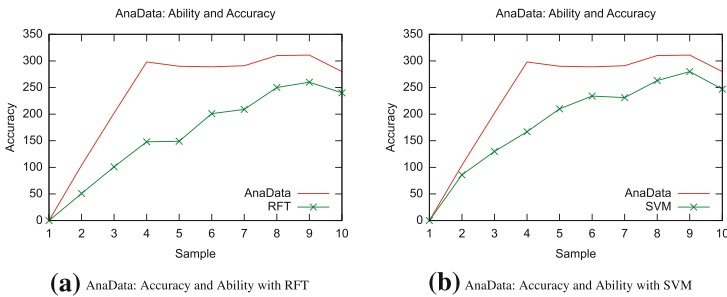 AnaData: Ability and Accuracy
350
300
250
200
150
100
50
0
Accuracy
AnaData
RFT
1 2 3 4 5 6 7 8 9 10
Sample
(a) AnaData: Accuracy and Ability with RFT
AnaData: Ability and Accuracy
350
300
250
200
150
100
50
0
Accuracy
AnaData
SVM
1 2 3 4 5 6 7 8 9 10
Sample
(b) AnaData: Accuracy and Ability with SVM